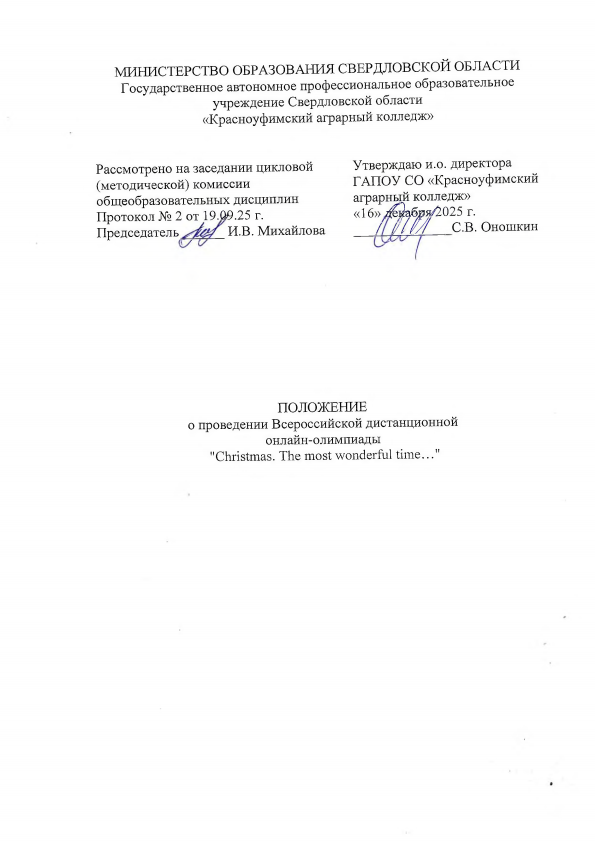 МИНИСТЕРСТВО ОБРАЗОВАНИЯ СВЕРДЛОВСКОЙ ОБЛАСТИ
Государственное автономное профессиональное образовательное
учреждение Свердловской области
«Красноуфимский аграрный колледж»
Рассмотрено на заседании цикловой
(методической) комиссии
общеобразовательных дисциплин
Протокол № 2 от 19.09.25 г.
Председатель ______ И.В. Михайлова
Утверждаю и.о. директора
ГАПОУ СО «Красноуфимский
аграрный колледж»
«16» декабря 2025 г.
______________С.В. Оношкин
ПОЛОЖЕНИЕ
о проведении Всероссийской дистанционной
онлайн-олимпиады
"Christmas. The most wonderful time…"